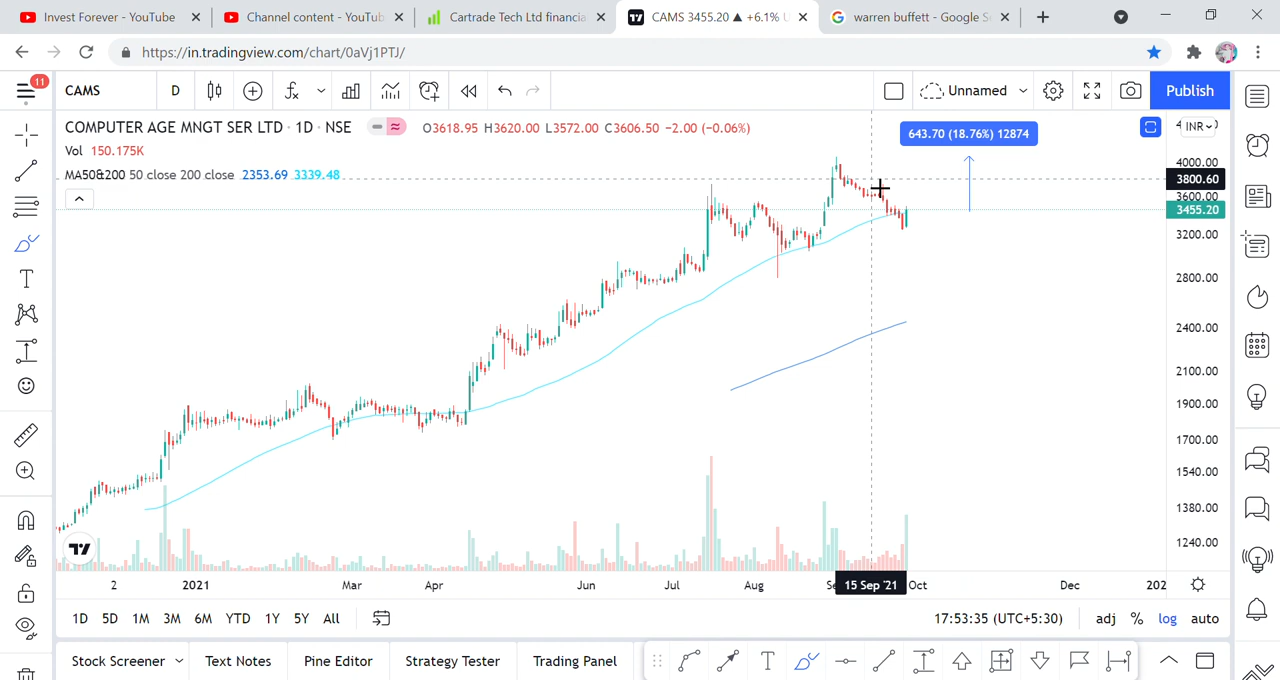 Invest Forever - YouTube
Channel content - YouTub
Cartrade Tech Ltd financia
CAMS 3455.20 ▲ +6.1% U
warren buffett - Google Se
https://in.tradingview.com/chart/0aVj1PTJ/
11
CAMS
D
Unnamed
Publish
COMPUTER AGE MNGT SER LTD · 1D · NSE
O3618.95 H3620.00 L3572.00 C3606.50 −2.00 (−0.06%)
Vol 150.175K
MA50&200 50 close 200 close 2353.69 3339.48
643.70 (18.76%) 12874
INR
4000.00
3800.60
3600.00
3455.20
3200.00
2800.00
2400.00
2100.00
1900.00
1700.00
1540.00
1380.00
1240.00
2 2021 Mar Apr Jun Jul Aug Se 15 Sep '21 Oct Dec 202
1D 5D 1M 3M 6M YTD 1Y 5Y All
17:53:35 (UTC+5:30)
adj % log auto
Stock Screener Text Notes Pine Editor Strategy Tester Trading Panel